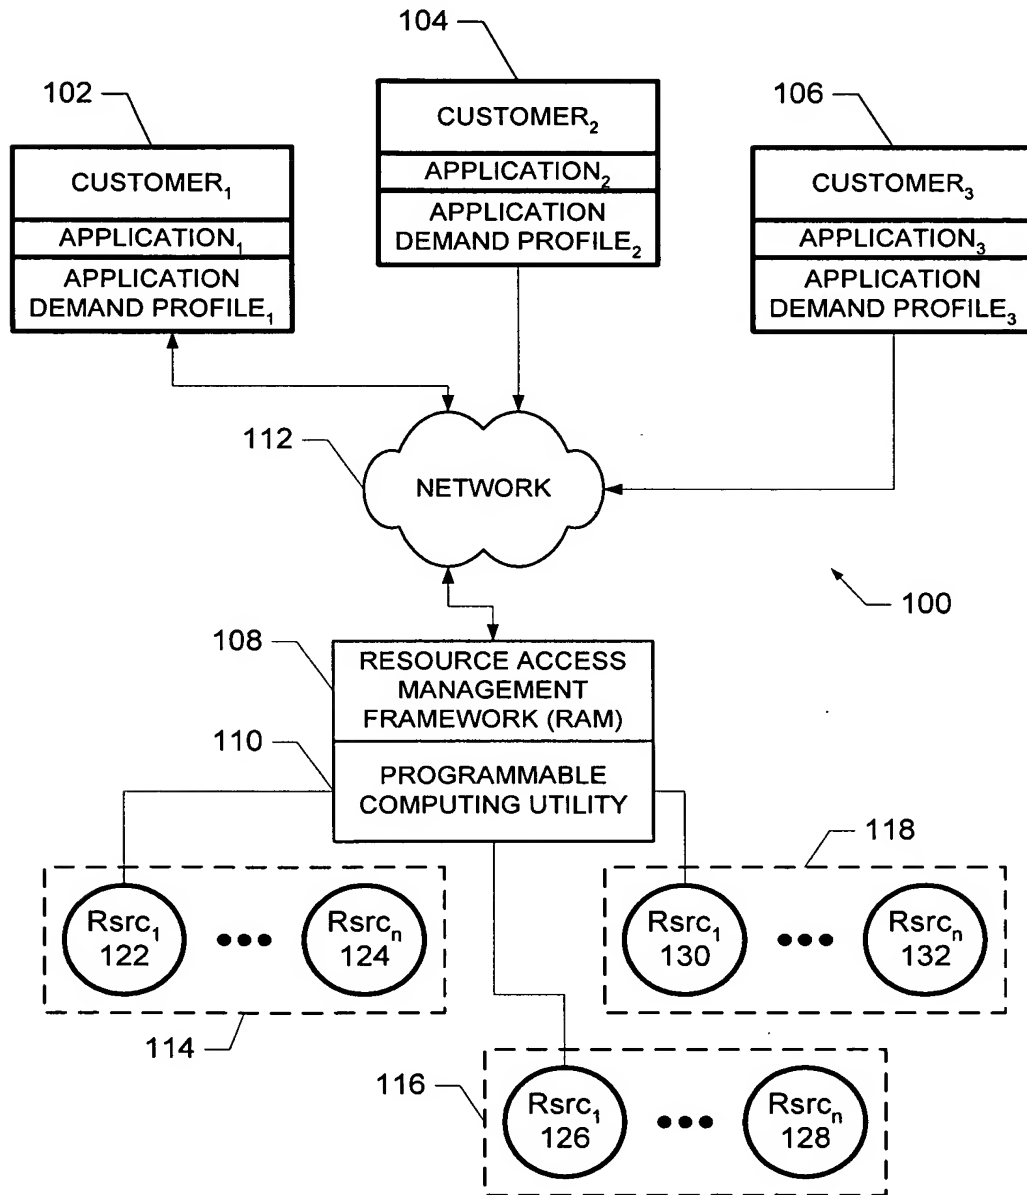 104
102
106
CUSTOMER₂
APPLICATION₂
APPLICATION
DEMAND PROFILE₂
CUSTOMER₁
APPLICATION₁
APPLICATION
DEMAND PROFILE₁
CUSTOMER₃
APPLICATION₃
APPLICATION
DEMAND PROFILE₃
112
NETWORK
100
108
RESOURCE ACCESS
MANAGEMENT
FRAMEWORK (RAM)
110
PROGRAMMABLE
COMPUTING UTILITY
118
Rsrc₁
122
•••
Rsrcₙ
124
Rsrc₁
130
•••
Rsrcₙ
132
114
116
Rsrc₁
126
•••
Rsrcₙ
128